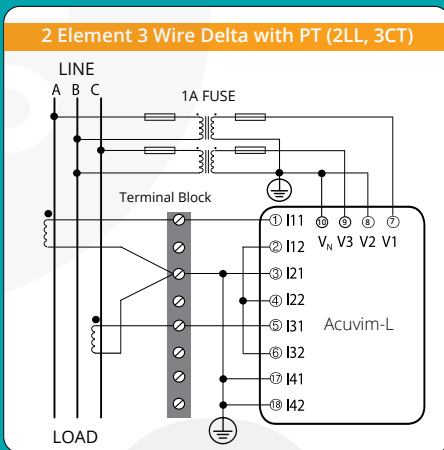 2 Element 3 Wire Delta with PT (2LL, 3CT)
LINE
A B C
1A FUSE
Terminal Block
⑩ ⑨ ⑧ ⑦
VN V3 V2 V1
① I11
② I12
③ I21
④ I22
⑤ I31
⑥ I32
⑰ I41
⑱ I42
Acuvim-L
LOAD